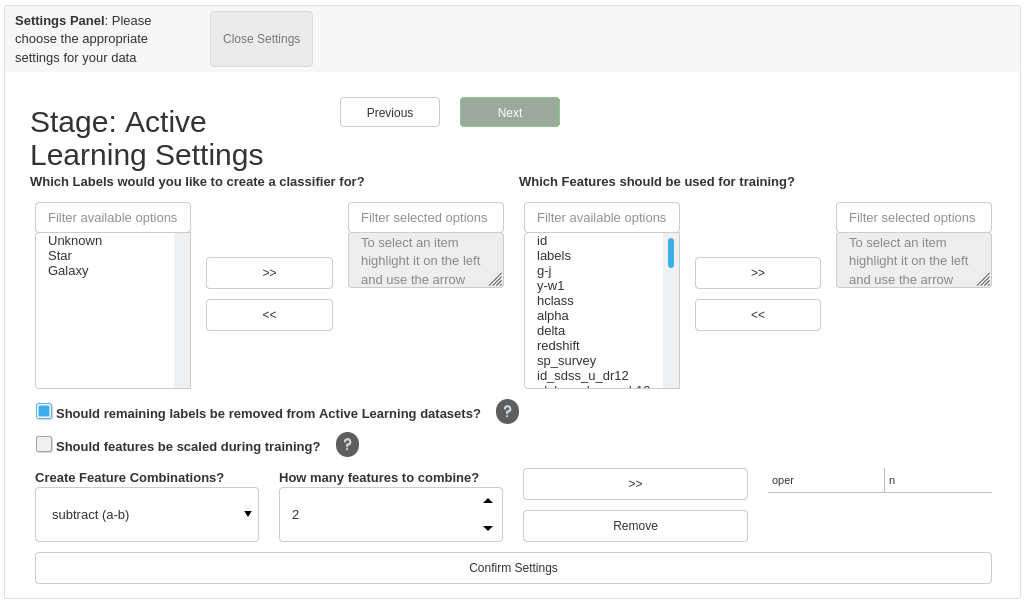 Settings Panel: Please
choose the appropriate
settings for your data
Close Settings
Stage: Active
Learning Settings
Previous
Next
Which Labels would you like to create a classifier for?
Filter available options
Unknown
Star
Galaxy
>>
<<
Filter selected options
To select an item
highlight it on the left
and use the arrow
Which Features should be used for training?
Filter available options
id
labels
g-j
y-w1
hclass
alpha
delta
redshift
sp_survey
id_sdss_u_dr12
>>
<<
Filter selected options
To select an item
highlight it on the left
and use the arrow
Should remaining labels be removed from Active Learning datasets?
?
Should features be scaled during training?
?
Create Feature Combinations?
subtract (a-b)
How many features to combine?
2
>>
Remove
oper
n
Confirm Settings